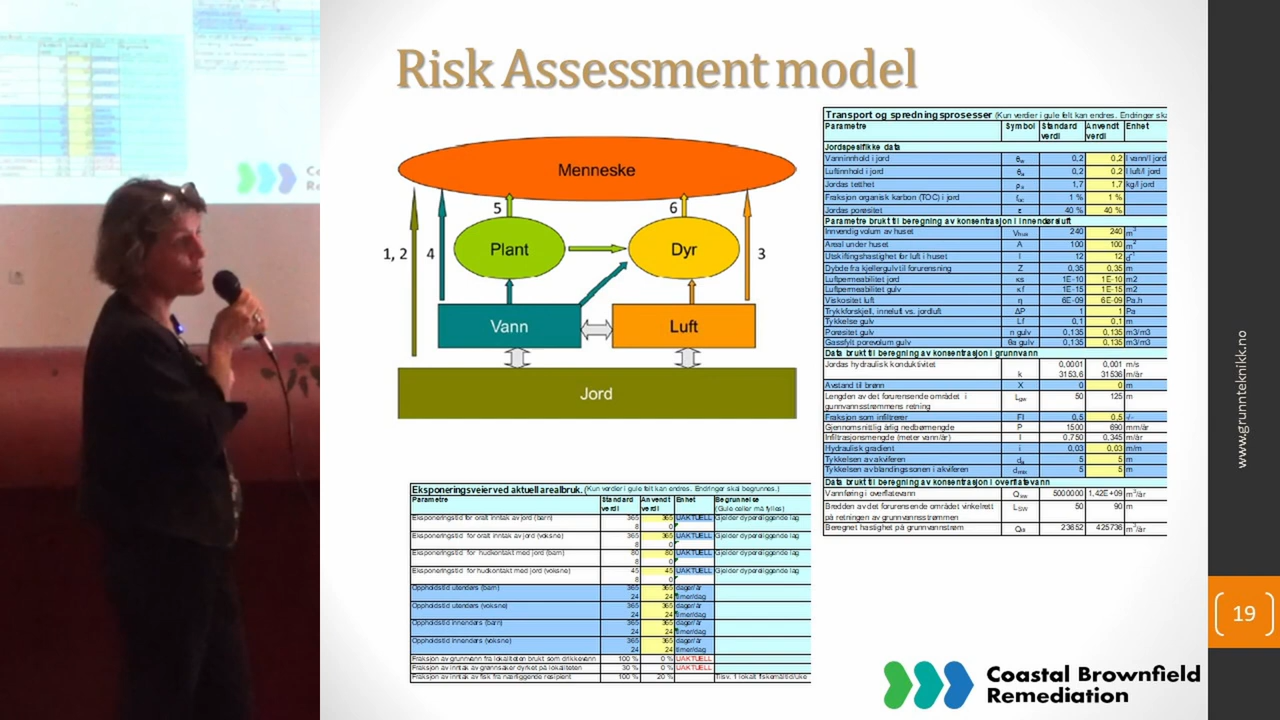 Risk Assessment model
Menneske
5
6
1, 2
4
3
Plant
Dyr
Vann
Luft
Jord
Transport og spredningsprosesser (Kun verdier i gule felt kan endres. Endringer ska
Parametre Symbol Standard verdi Anvendt verdi Enhet
Jordspesifikke data
Vanninnhold i jord θw 0,2 0,2 l vann/l jord
Luftinnhold i jord θa 0,2 0,2 l luft/l jord
Jordas tetthet ρs 1,7 1,7 kg/l jord
Fraksjon organisk karbon (TOC) i jord foc 1 % 1 %
Jordas porøsitet ε 40 % 40 %
Parametre brukt til beregning av konsentrasjon i innendørsluft
Innvendig volum av huset Vhus 240 240 m³
Areal under huset A 100 100 m²
Utskiftingshastighet for luft i huset l 12 12 d⁻¹
Dybde fra kjellergulv til forurensning Z 0,35 0,35 m
Luftpermeabilitet jord κs 1E-10 1E-10 m2
Luftpermeabilitet gulv κf 1E-15 1E-15 m2
Viskositet luft η 6E-09 6E-09 Pa.h
Trykkforskjell, inneluft vs. jordluft ΔP 1 1 Pa
Tykkelse gulv Lf 0,1 0,1 m
Porøsitet gulv n gulv 0,135 0,135 m3/m3
Gassfylt porevolum gulv θa gulv 0,135 0,135 m3/m3
Data brukt til beregning av konsentrasjon i grunnvann
Jordas hydraulisk konduktivitet 0,0001 0,001 m/s
k 3153,6 31536 m/år
Avstand til brønn X 0 0 m
Lengden av det forurensende området i Lgw 50 125 m
gunnvannsstrømmens retning
Fraksjon som infiltrerer FI 0,5 0,5 -/-
Gjennomsnittlig årlig nedbørmengde P 1500 690 mm/år
Infiltrasjonsmengde (meter vann/år) I 0,750 0,345 m/år
Hydraulisk gradient i 0,03 0,03 m/m
Tykkelsen av akviferen da 5 5 m
Tykkelsen av blandingssonen i akviferen dmix 5 5 m
Data brukt til beregning av konsentrasjon i overflatevann
Vannføring i overflatevann Qsw 5000000 1,42E+09 m³/år
Bredden av det forurensende området vinkelrett LSW 50 90 m
på retningen av grunnvannsstrømmen
Beregnet hastighet på grunnvannstrøm Qdi 23652 425736 m³/år
Eksponeringsveier ved aktuell arealbruk. (Kun verdier i gule felt kan endres. Endringer skal begrunnes.)
Parametre Standard verdi Anvendt verdi Enhet Begrunnelse
(Gule celler må fylles)
Eksponeringstid for oralt inntak av jord (barn) 365 365 UAKTUELL Gjelder dypereliggende lag
8 0
Eksponeringstid for oralt inntak av jord (voksne) 365 365 UAKTUELL Gjelder dypereliggende lag
8 0
Eksponeringstid for hudkontakt med jord (barn) 80 80 UAKTUELL Gjelder dypereliggende lag
8 0
Eksponeringstid for hudkontakt med jord (voksne) 45 45 UAKTUELL Gjelder dypereliggende lag
8 0
Oppholdstid utendørs (barn) 365 365 dager/år
24 24 timer/dag
Oppholdstid utendørs (voksne) 365 365 dager/år
24 24 timer/dag
Oppholdstid innendørs (barn) 365 365 dager/år
24 24 timer/dag
Oppholdstid innendørs (voksne) 365 365 dager/år
24 24 timer/dag
Fraksjon av grunnvann fra lokaliteten brukt som drikkevann 100 % 0 % UAKTUELL
Fraksjon av inntak av grønnsaker dyrket på lokaliteten 30 % 0 % UAKTUELL
Fraksjon av inntak av fisk fra nærliggende resipient 100 % 20 % Tilsv. 1 lokalt fiskemåltid/uke
www.grunnteknikk.no
19
Coastal Brownfield
Remediation